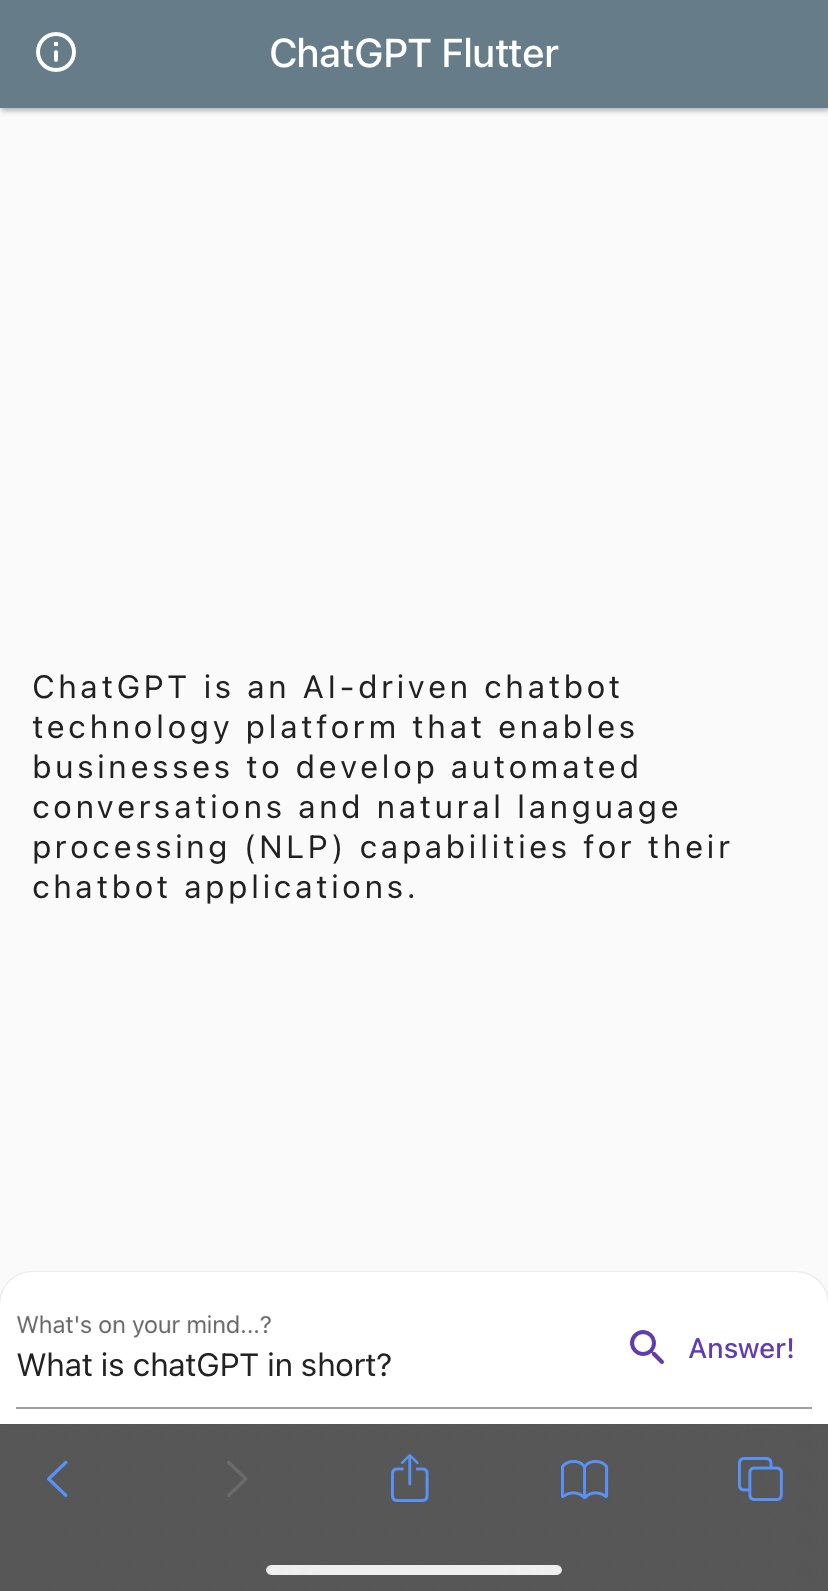 ChatGPT Flutter
ChatGPT is an AI-driven chatbot
technology platform that enables
businesses to develop automated
conversations and natural language
processing (NLP) capabilities for their
chatbot applications.
What's on your mind...?
What is chatGPT in short?
Answer!